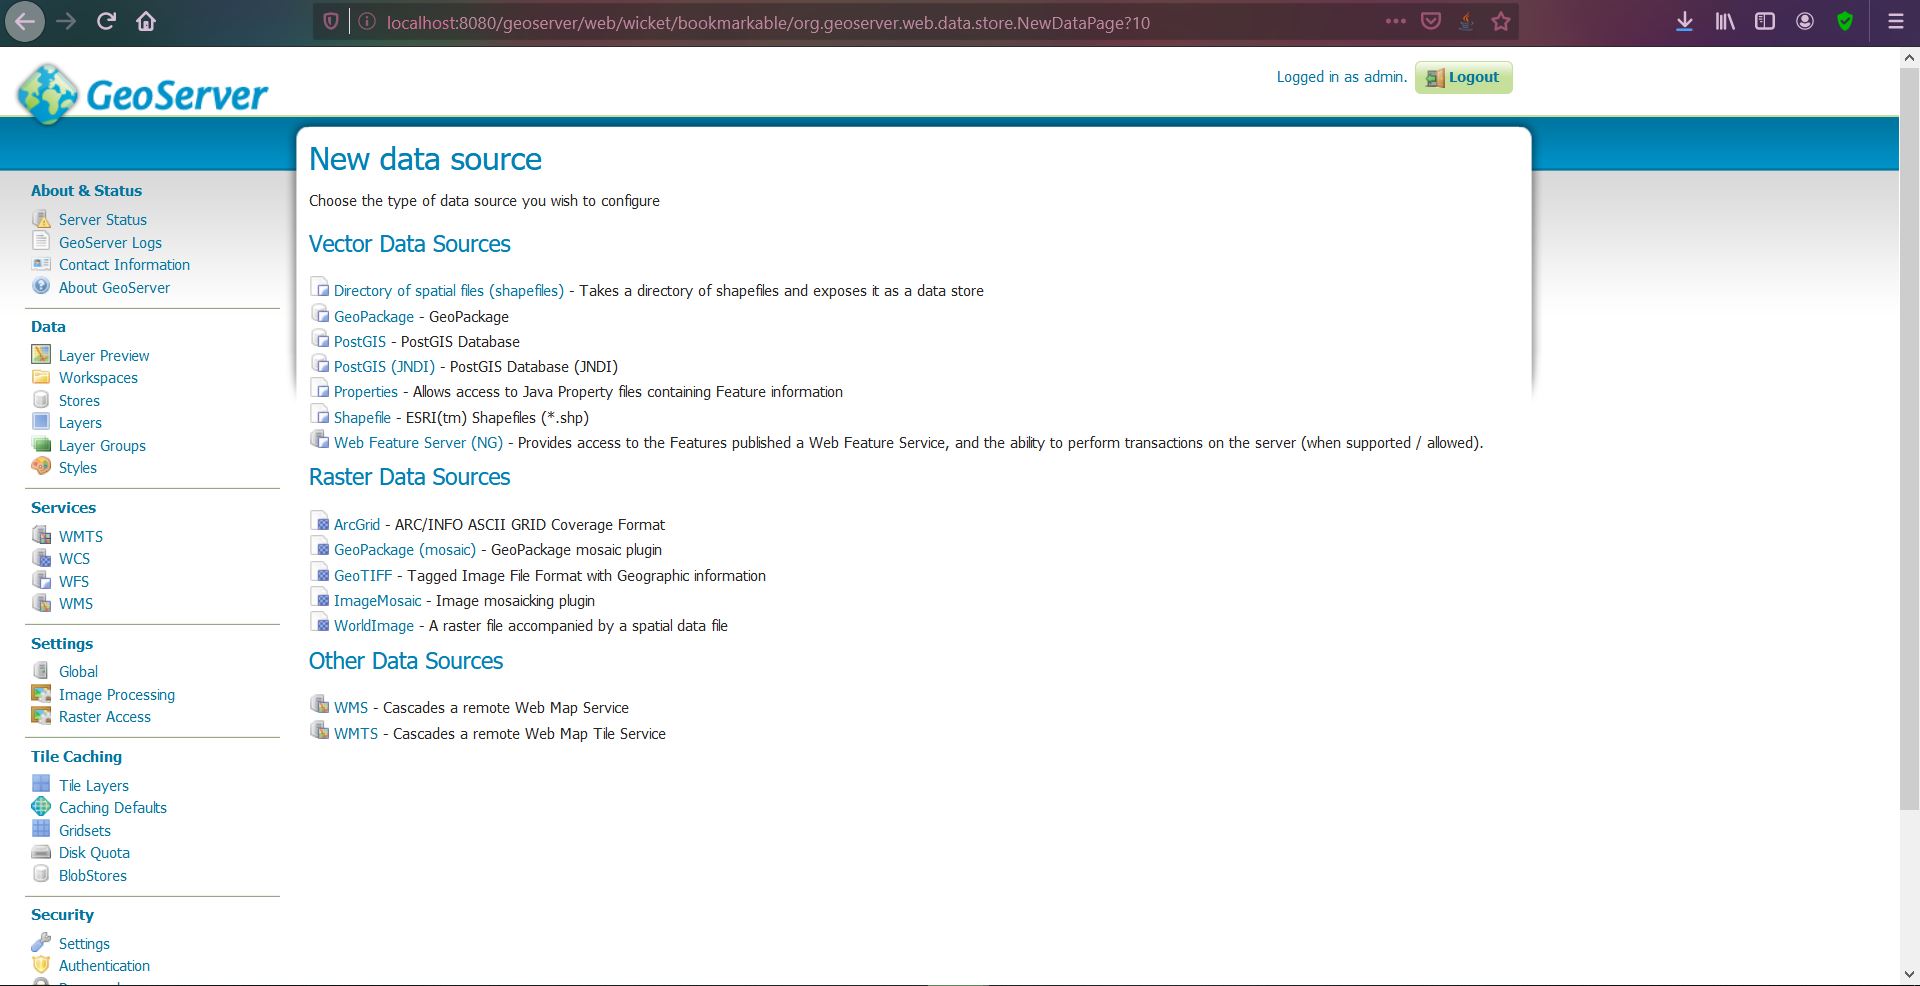 localhost:8080/geoserver/web/wicket/bookmarkable/org.geoserver.web.data.store.NewDataPage?10
GeoServer
Logged in as admin. Logout
New data source
Choose the type of data source you wish to configure
Vector Data Sources
Directory of spatial files (shapefiles) - Takes a directory of shapefiles and exposes it as a data store
GeoPackage - GeoPackage
PostGIS - PostGIS Database
PostGIS (JNDI) - PostGIS Database (JNDI)
Properties - Allows access to Java Property files containing Feature information
Shapefile - ESRI(tm) Shapefiles (*.shp)
Web Feature Server (NG) - Provides access to the Features published a Web Feature Service, and the ability to perform transactions on the server (when supported / allowed).
Raster Data Sources
ArcGrid - ARC/INFO ASCII GRID Coverage Format
GeoPackage (mosaic) - GeoPackage mosaic plugin
GeoTIFF - Tagged Image File Format with Geographic information
ImageMosaic - Image mosaicking plugin
WorldImage - A raster file accompanied by a spatial data file
Other Data Sources
WMS - Cascades a remote Web Map Service
WMTS - Cascades a remote Web Map Tile Service
About & Status
Server Status
GeoServer Logs
Contact Information
About GeoServer
Data
Layer Preview
Workspaces
Stores
Layers
Layer Groups
Styles
Services
WMTS
WCS
WFS
WMS
Settings
Global
Image Processing
Raster Access
Tile Caching
Tile Layers
Caching Defaults
Gridsets
Disk Quota
BlobStores
Security
Settings
Authentication